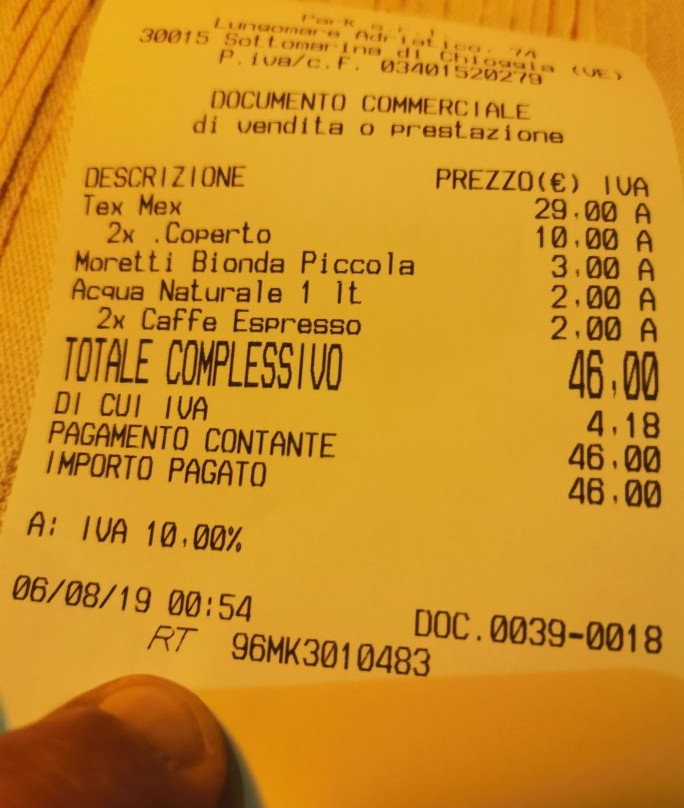 Park s.r.l.
Lungomare Adriatico, 74
30015 Sottomarina di Chioggia (VE)
P.iva/c.f. 03401520279
DOCUMENTO COMMERCIALE
di vendita o prestazione
DESCRIZIONE PREZZO(€) IVA
Tex Mex 29,00 A
2x .Coperto 10,00 A
Moretti Bionda Piccola 3,00 A
Acqua Naturale 1 lt 2,00 A
2x Caffe Espresso 2,00 A
TOTALE COMPLESSIVO 46,00
DI CUI IVA 4,18
PAGAMENTO CONTANTE 46,00
IMPORTO PAGATO 46,00
A: IVA 10,00%
06/08/19 00:54 DOC.0039-0018
RT 96MK3010483